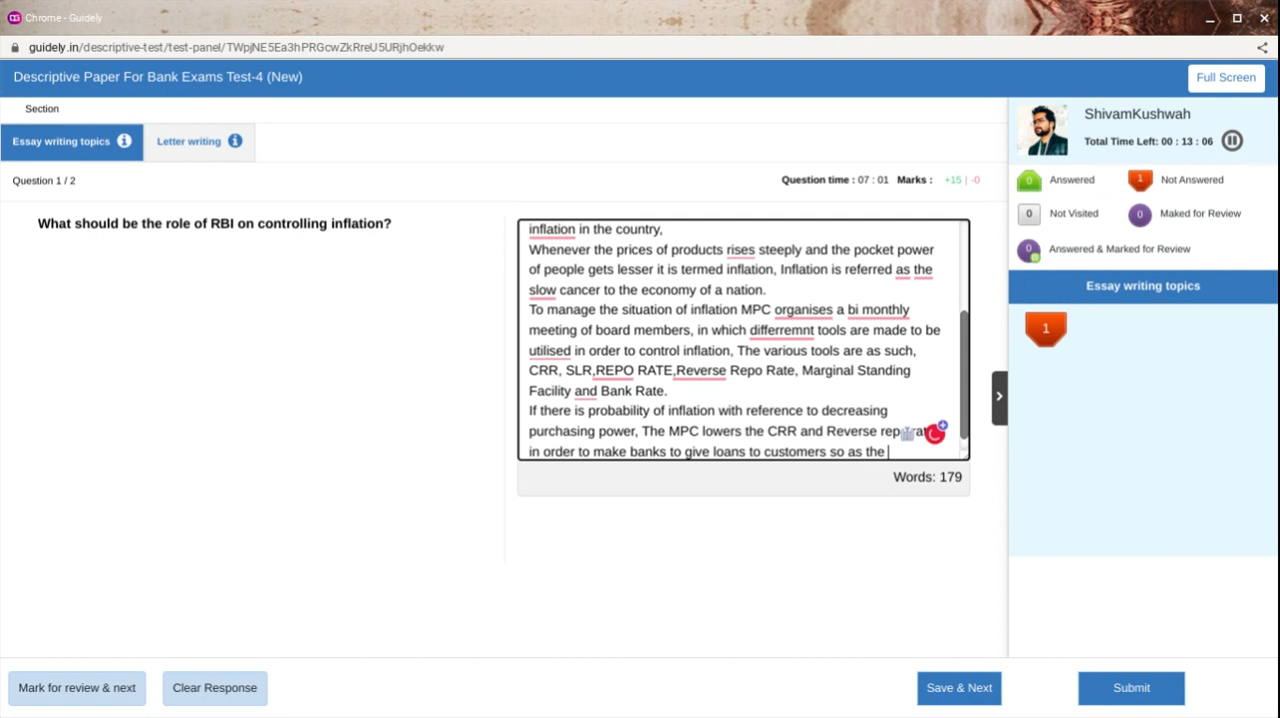 Chrome - Guidely
guidely.in/descriptive-test/test-panel/TWpjNE5Ea3hPRGcwZkRreU5URjhOekkw
Descriptive Paper For Bank Exams Test-4 (New)
Full Screen
Section
Essay writing topics
Letter writing
Question 1 / 2
Question time : 07 : 01 Marks : +15 | -0
What should be the role of RBI on controlling inflation?
inflation in the country,
Whenever the prices of products rises steeply and the pocket power
of people gets lesser it is termed inflation, Inflation is referred as the
slow cancer to the economy of a nation.
To manage the situation of inflation MPC organises a bi monthly
meeting of board members, in which differremnt tools are made to be
utilised in order to control inflation, The various tools are as such,
CRR, SLR,REPO RATE,Reverse Repo Rate, Marginal Standing
Facility and Bank Rate.
If there is probability of inflation with reference to decreasing
purchasing power, The MPC lowers the CRR and Reverse
in order to make banks to give loans to customers so as the
Words: 179
ShivamKushwah
Total Time Left: 00 : 13 : 06
0 Answered
1 Not Answered
0 Not Visited
0 Maked for Review
0 Answered & Marked for Review
Essay writing topics
1
Mark for review & next
Clear Response
Save & Next
Submit